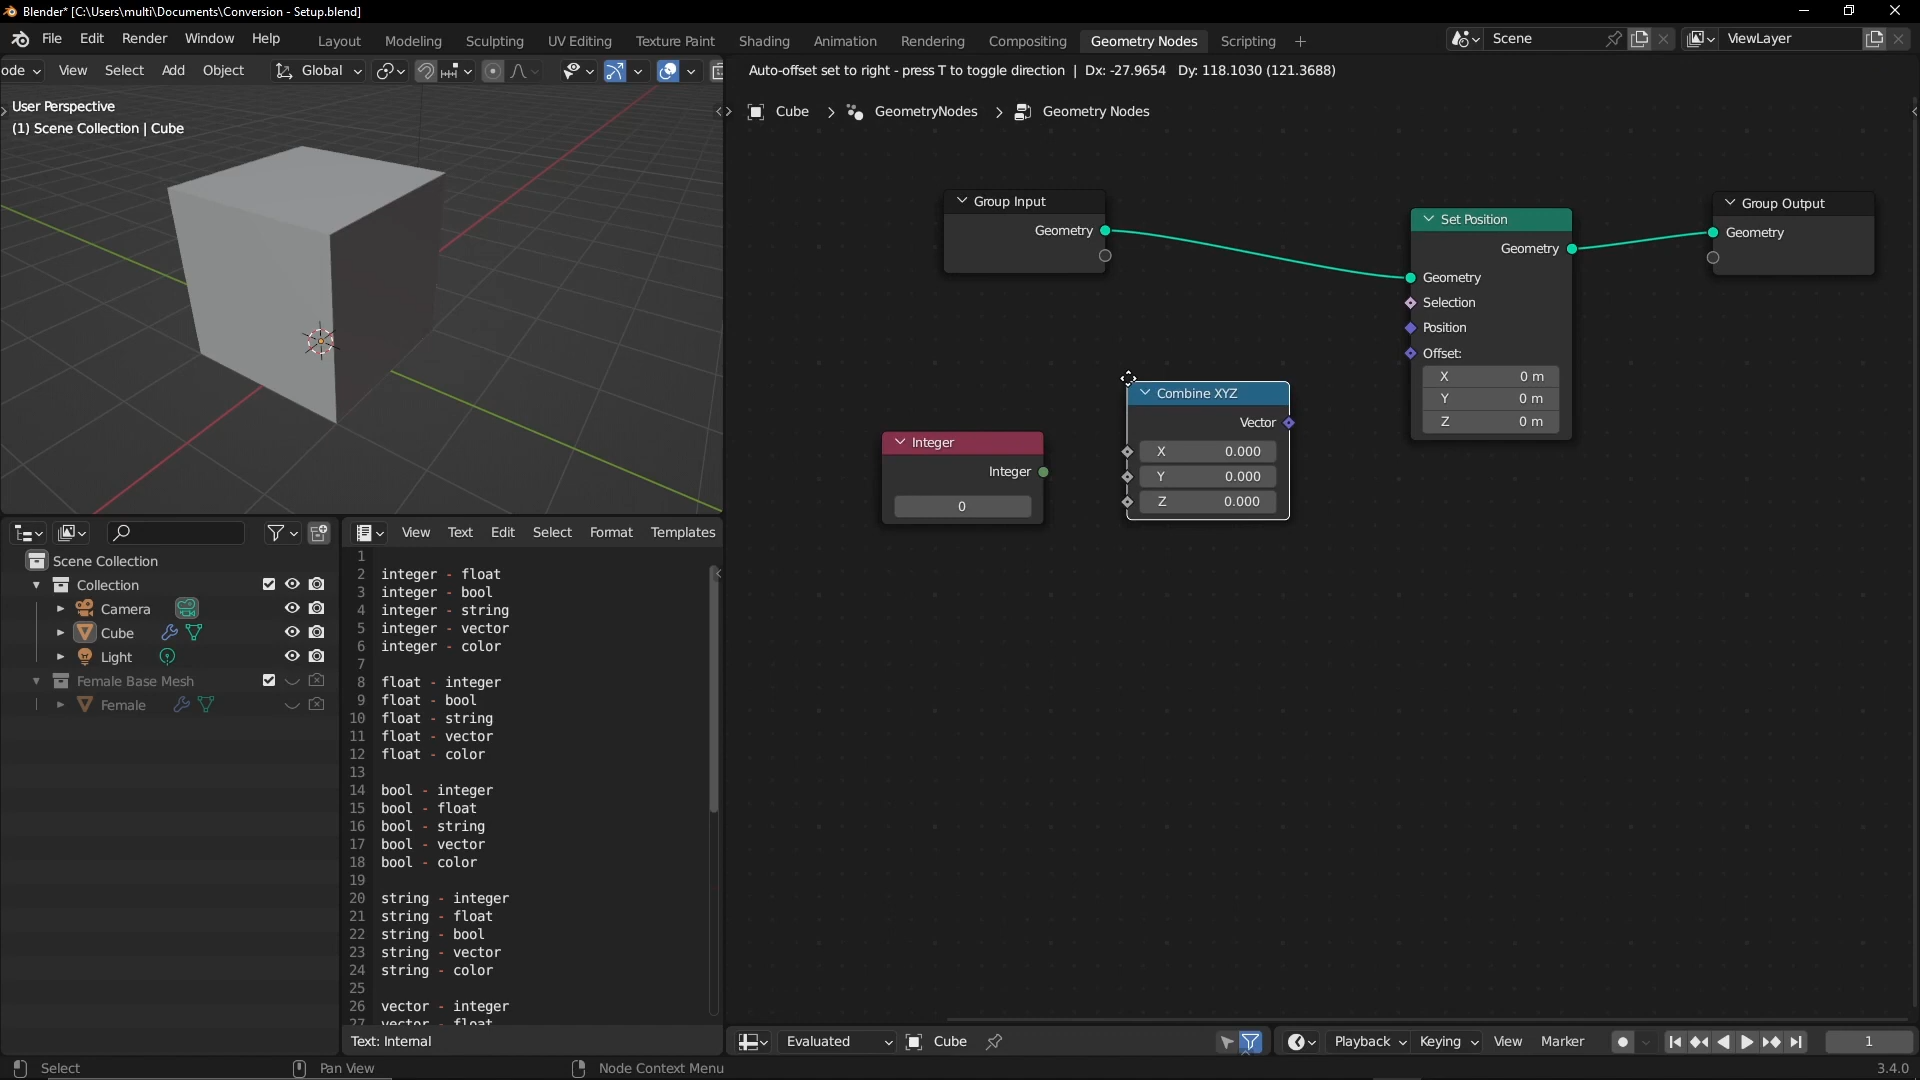 Blender* [C:\Users\multi\Documents\Conversion - Setup.blend]
File Edit Render Window Help Layout Modeling Sculpting UV Editing Texture Paint Shading Animation Rendering Compositing Geometry Nodes Scripting + Scene ViewLayer
ode View Select Add Object Global
Auto-offset set to right - press T to toggle direction | Dx: -27.9654 Dy: 118.1030 (121.3688)
User Perspective
(1) Scene Collection | Cube
Cube > GeometryNodes > Geometry Nodes
Group Input
Geometry
Set Position
Geometry
Geometry
Selection
Position
Offset:
X 0 m
Y 0 m
Z 0 m
Group Output
Geometry
Integer
Integer
0
Combine XYZ
Vector
X 0.000
Y 0.000
Z 0.000
Scene Collection
Collection
Camera
Cube
Light
Female Base Mesh
Female
View Text Edit Select Format Templates
1
2 integer - float
3 integer - bool
4 integer - string
5 integer - vector
6 integer - color
7
8 float - integer
9 float - bool
10 float - string
11 float - vector
12 float - color
13
14 bool - integer
15 bool - float
16 bool - string
17 bool - vector
18 bool - color
19
20 string - integer
21 string - float
22 string - bool
23 string - vector
24 string - color
25
26 vector - integer
27 vector - float
Text: Internal
Evaluated Cube
Playback Keying View Marker 1
Select Pan View Node Context Menu 3.4.0